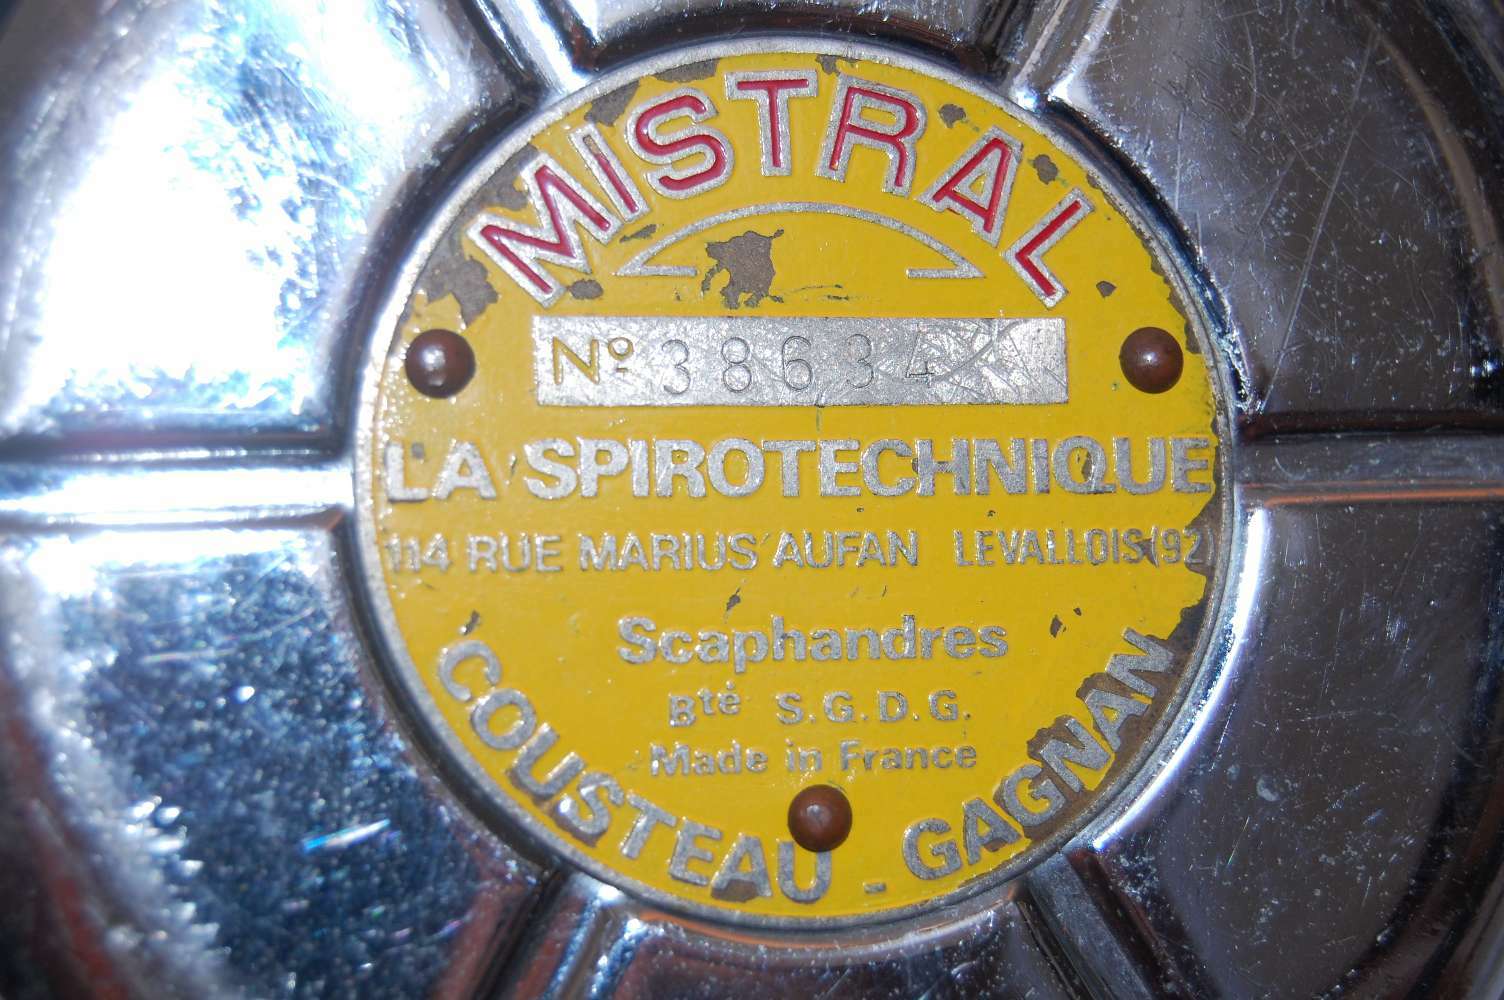 MISTRAL
Nº 38634
LA SPIROTECHNIQUE
114 RUE MARIUS AUFAN LEVALLOIS (92)
Scaphandres
Bté S.G.D.G.
Made in France
COUSTEAU - GAGNAN